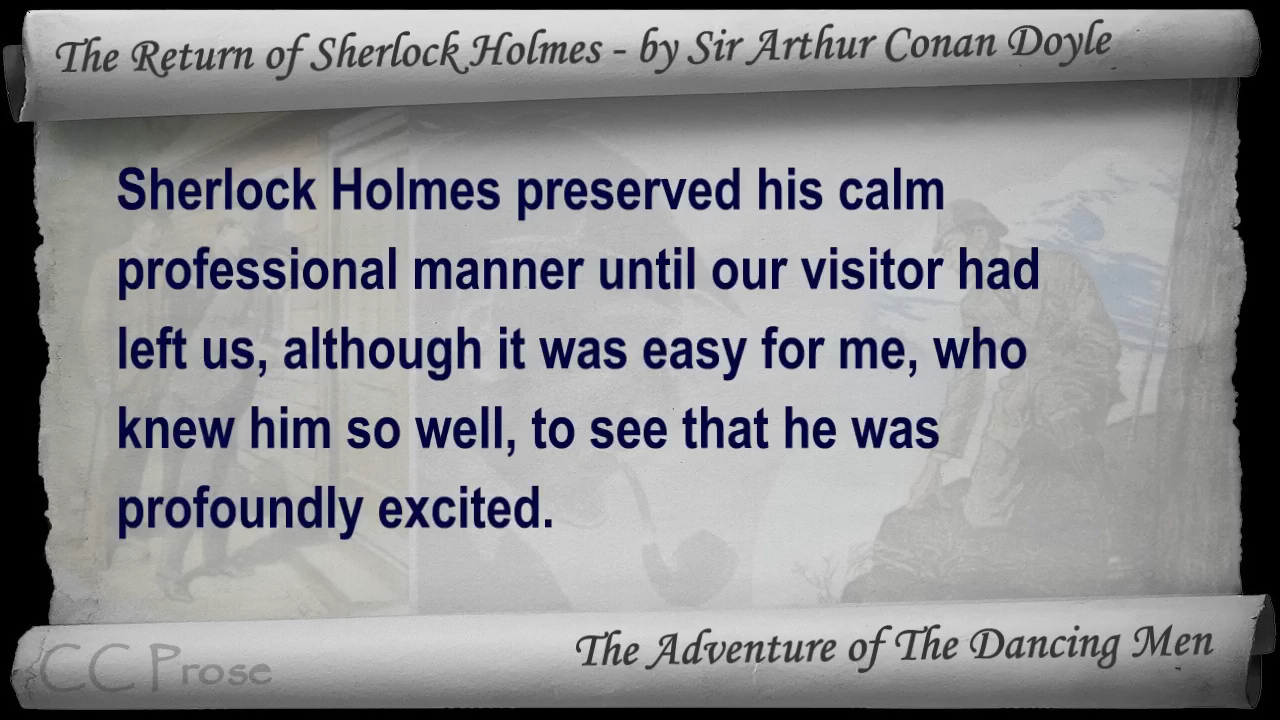 The Return of Sherlock Holmes - by Sir Arthur Conan Doyle
Sherlock Holmes preserved his calm
professional manner until our visitor had
left us, although it was easy for me, who
knew him so well, to see that he was
profoundly excited.
CC Prose
The Adventure of The Dancing Men